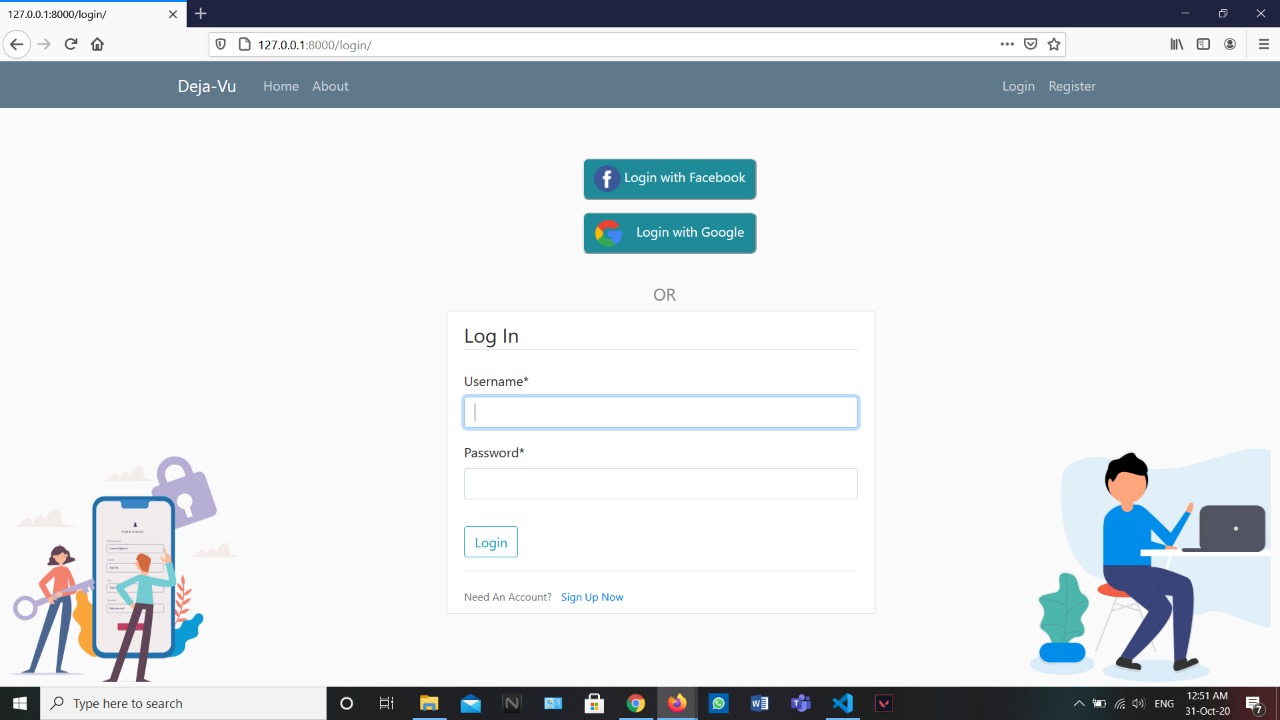 127.0.0.1:8000/login/
127.0.0.1:8000/login/
Deja-Vu Home About Login Register
Login with Facebook
Login with Google
OR
Log In
Username*
Password*
Login
Need An Account? Sign Up Now
Type here to search
ENG
12:51 AM
31-Oct-20
7